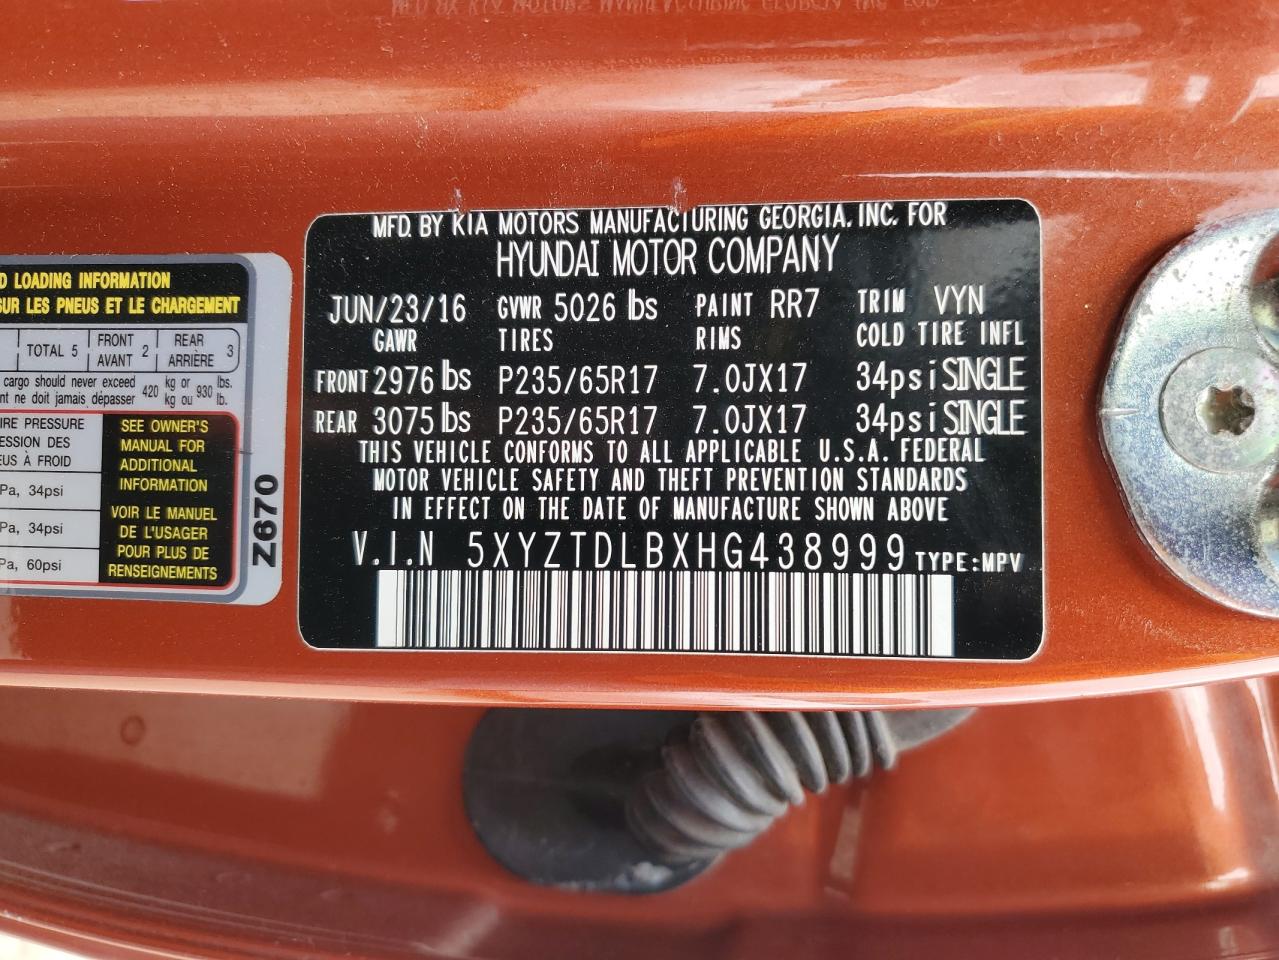 MFD. BY KIA MOTORS MANUFACTURING GEORGIA. INC. FOR
HYUNDAI MOTOR COMPANY
JUN/23/16 GVWR 5026 lbs PAINT RR7 TRIM VYN
GAWR TIRES RIMS COLD TIRE INFL
FRONT 2976 lbs P235/65R17 7.0JX17 34psi SINGLE
REAR 3075 lbs P235/65R17 7.0JX17 34psi SINGLE
THIS VEHICLE CONFORMS TO ALL APPLICABLE U.S.A. FEDERAL
MOTOR VEHICLE SAFETY AND THEFT PREVENTION STANDARDS
IN EFFECT ON THE DATE OF MANUFACTURE SHOWN ABOVE
V.I.N 5XYZTDLBXHG438999 TYPE:MPV
D LOADING INFORMATION
SUR LES PNEUS ET LE CHARGEMENT
TOTAL 5 FRONT AVANT 2 REAR ARRIÈRE 3
cargo should never exceed 420 kg or 930 lbs.
nt ne doit jamais dépasser 420 kg ou 930 lb.
IRE PRESSURE
ESSION DES
EUS À FROID
Pa, 34psi
Pa, 34psi
Pa, 60psi
SEE OWNER'S
MANUAL FOR
ADDITIONAL
INFORMATION
VOIR LE MANUEL
DE L'USAGER
POUR PLUS DE
RENSEIGNEMENTS
Z670